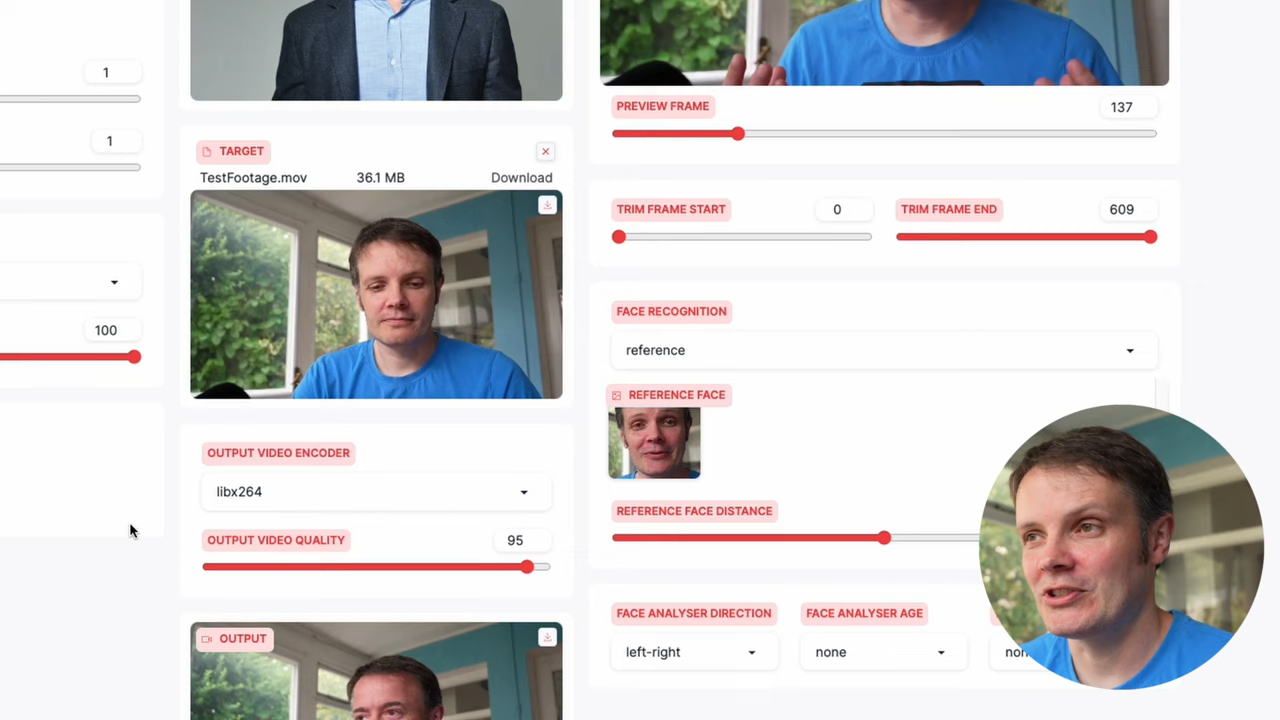 1
1
100
TARGET
TestFootage.mov 36.1 MB Download
OUTPUT VIDEO ENCODER
libx264
OUTPUT VIDEO QUALITY 95
OUTPUT
PREVIEW FRAME 137
TRIM FRAME START 0 TRIM FRAME END 609
FACE RECOGNITION
reference
REFERENCE FACE
REFERENCE FACE DISTANCE
FACE ANALYSER DIRECTION FACE ANALYSER AGE
left-right none